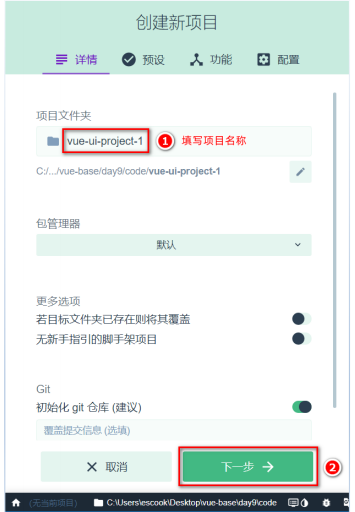 创建新项目
详情 预设 功能 配置
项目文件夹
vue-ui-project-1 1 填写项目名称
C:/.../vue-base/day9/code/vue-ui-project-1
包管理器
默认
更多选项
若目标文件夹已存在则将其覆盖
无新手指引的脚手架项目
Git
初始化 git 仓库 (建议)
覆盖提交信息 (选填)
取消 下一步 2
(无当前项目) C:\Users\escook\Desktop\vue-base\day9\code